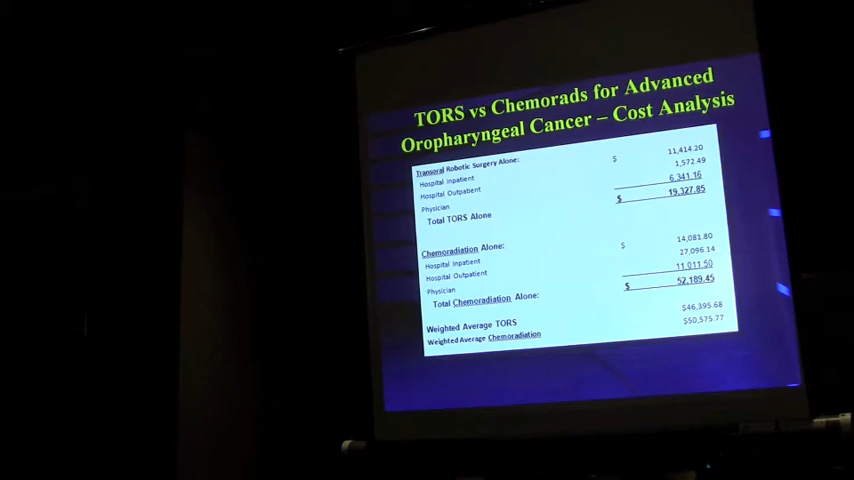 TORS vs Chemorads for Advanced
Oropharyngeal Cancer – Cost Analysis
Transoral Robotic Surgery Alone:
Hospital Inpatient $ 11,414.20
Hospital Outpatient 1,572.49
Physician 6,341.16
Total TORS Alone $ 19,327.85
Chemoradiation Alone:
Hospital Inpatient $ 14,081.80
Hospital Outpatient 27,096.14
Physician 11,011.50
Total Chemoradiation Alone: $ 52,189.45
Weighted Average TORS $46,395.68
Weighted Average Chemoradiation $50,575.77